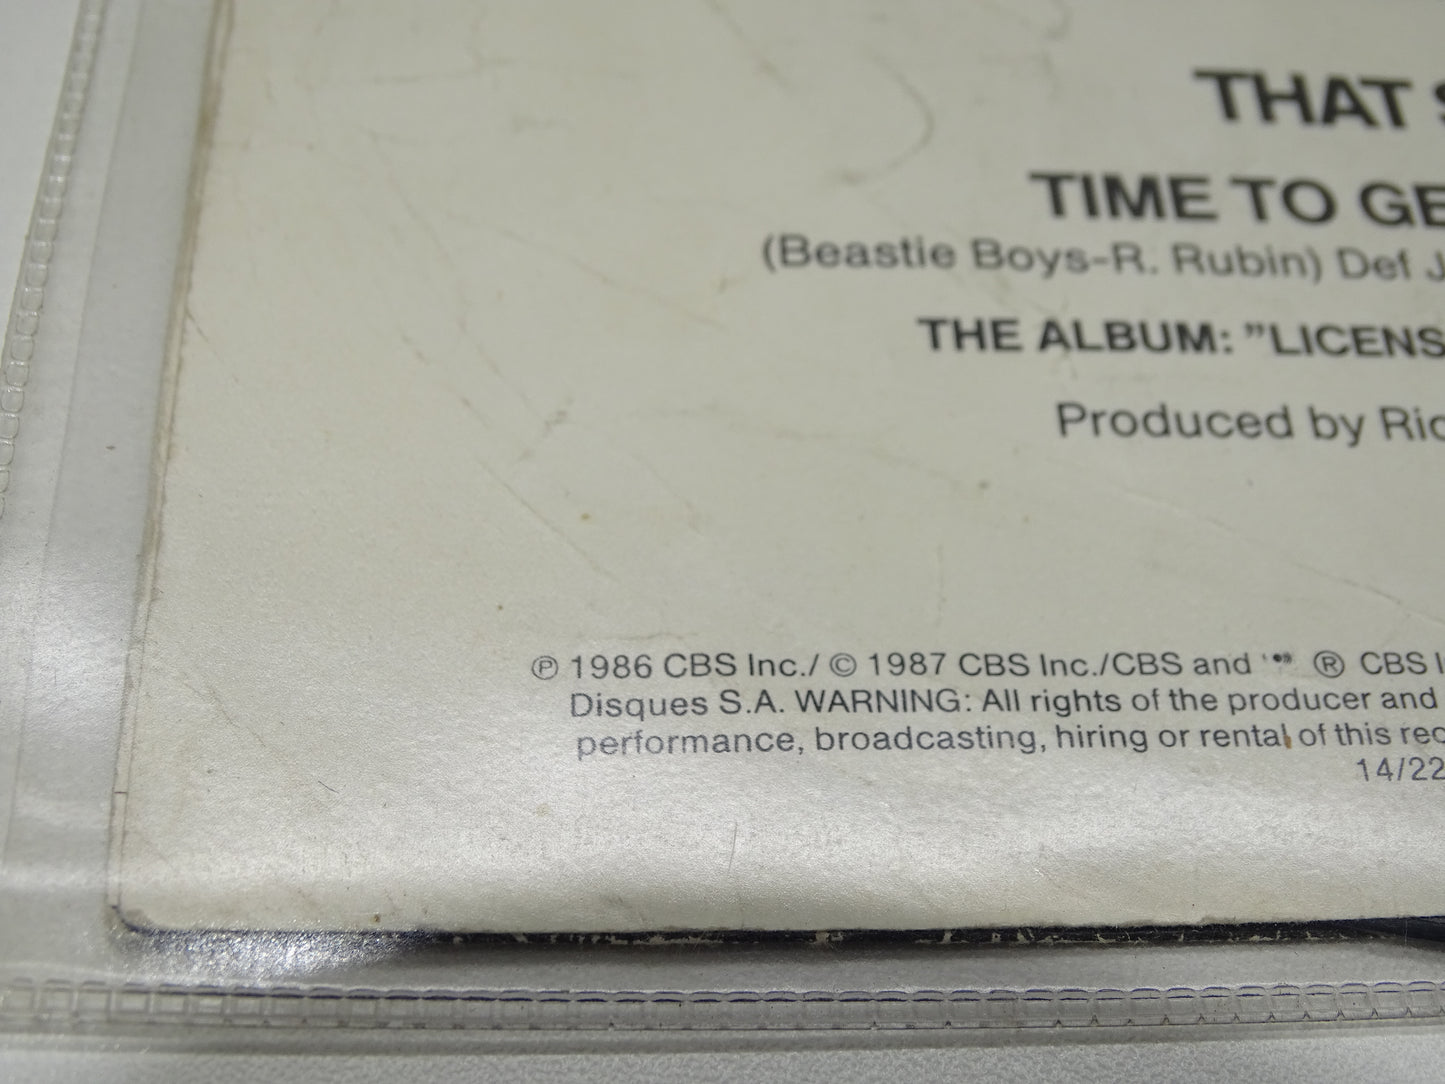 THAT S
TIME TO GE
(Beastie Boys-R. Rubin) Def J
THE ALBUM: ”LICENS
Produced by Ric
℗ 1986 CBS Inc./ © 1987 CBS Inc./CBS and ® CBS I
Disques S.A. WARNING: All rights of the producer and
performance, broadcasting, hiring or rental of this rec
14/22